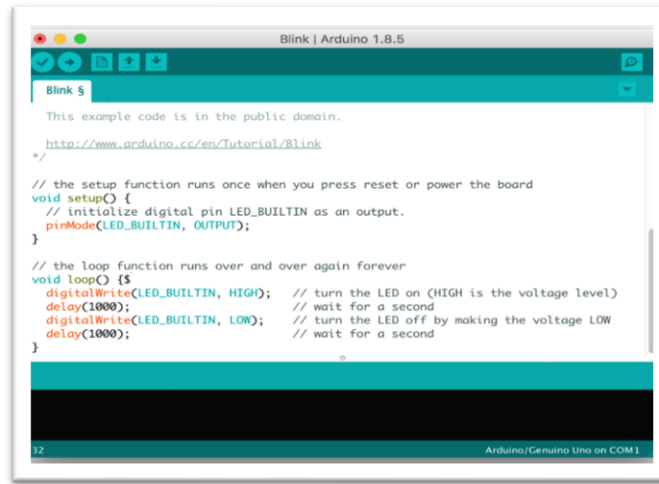 Blink | Arduino 1.8.5
Blink §
This example code is in the public domain.
http://www.arduino.cc/en/Tutorial/Blink
*/
// the setup function runs once when you press reset or power the board
void setup() {
// initialize digital pin LED_BUILTIN as an output.
pinMode(LED_BUILTIN, OUTPUT);
}
// the loop function runs over and over again forever
void loop() {$
digitalWrite(LED_BUILTIN, HIGH); // turn the LED on (HIGH is the voltage level)
delay(1000); // wait for a second
digitalWrite(LED_BUILTIN, LOW); // turn the LED off by making the voltage LOW
delay(1000); // wait for a second
}
32 Arduino/Genuino Uno on COM1